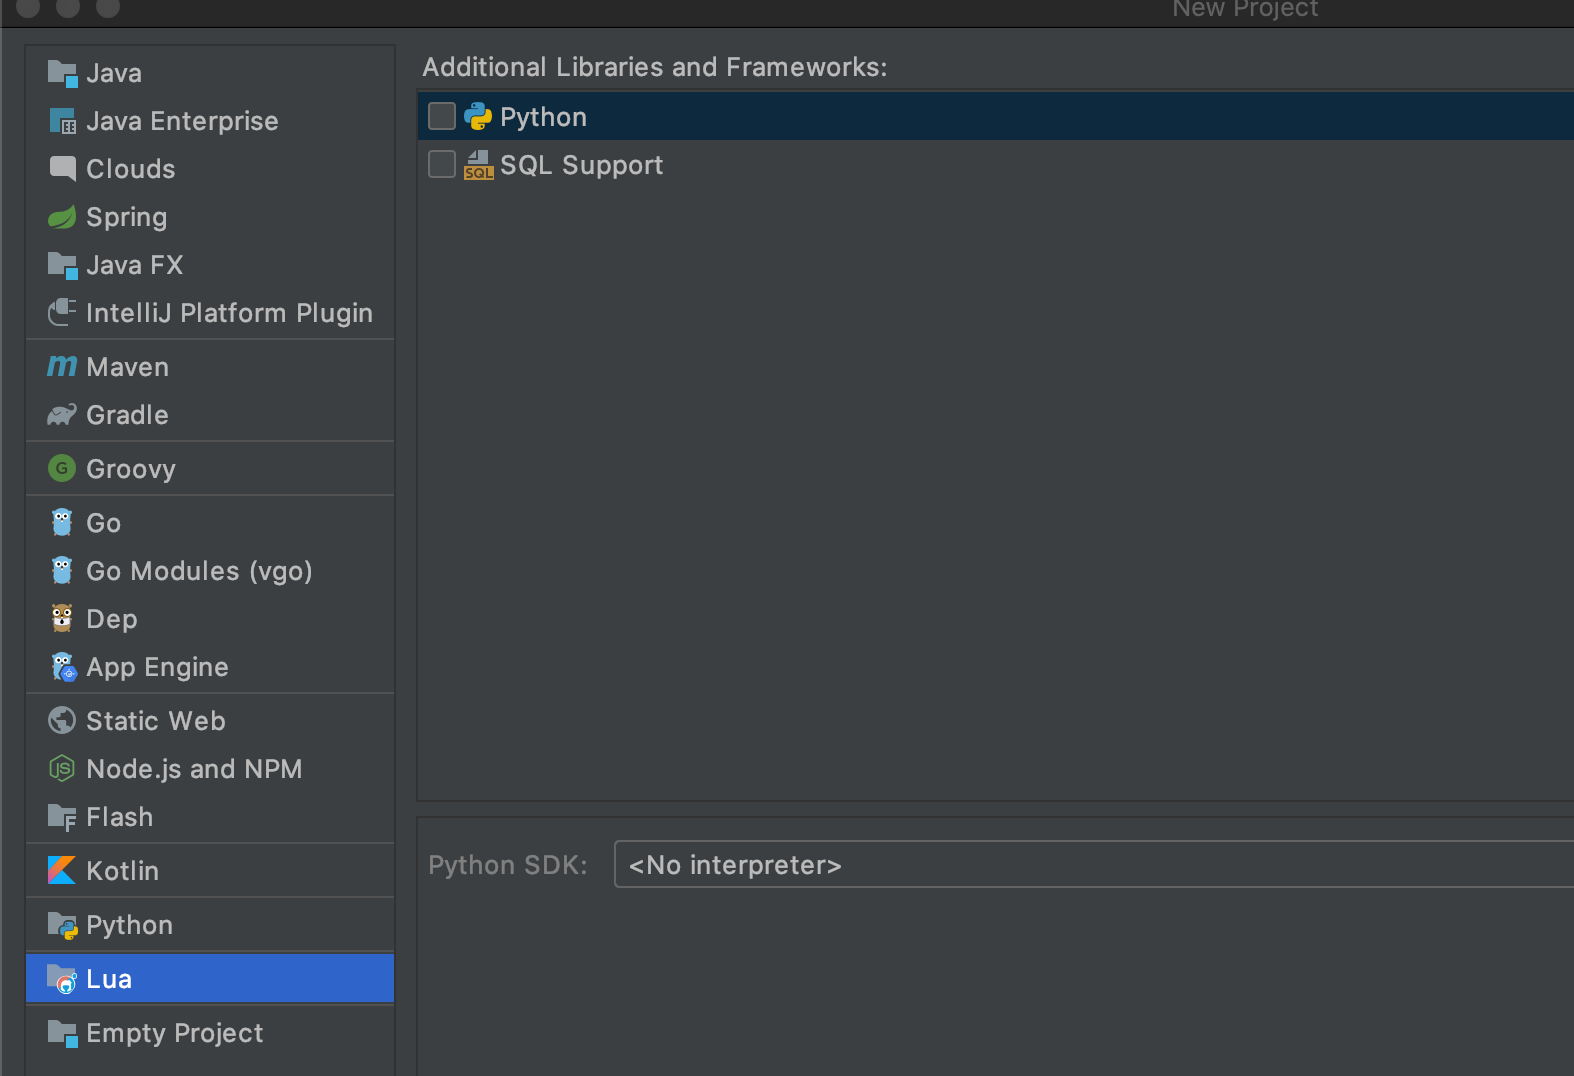 New Project
Java
Java Enterprise
Clouds
Spring
Java FX
IntelliJ Platform Plugin
m Maven
Gradle
G Groovy
Go
Go Modules (vgo)
Dep
App Engine
Static Web
JS Node.js and NPM
F Flash
Kotlin
Python
Lua
Empty Project
Additional Libraries and Frameworks:
Python
SQL SQL Support
Python SDK: <No interpreter>